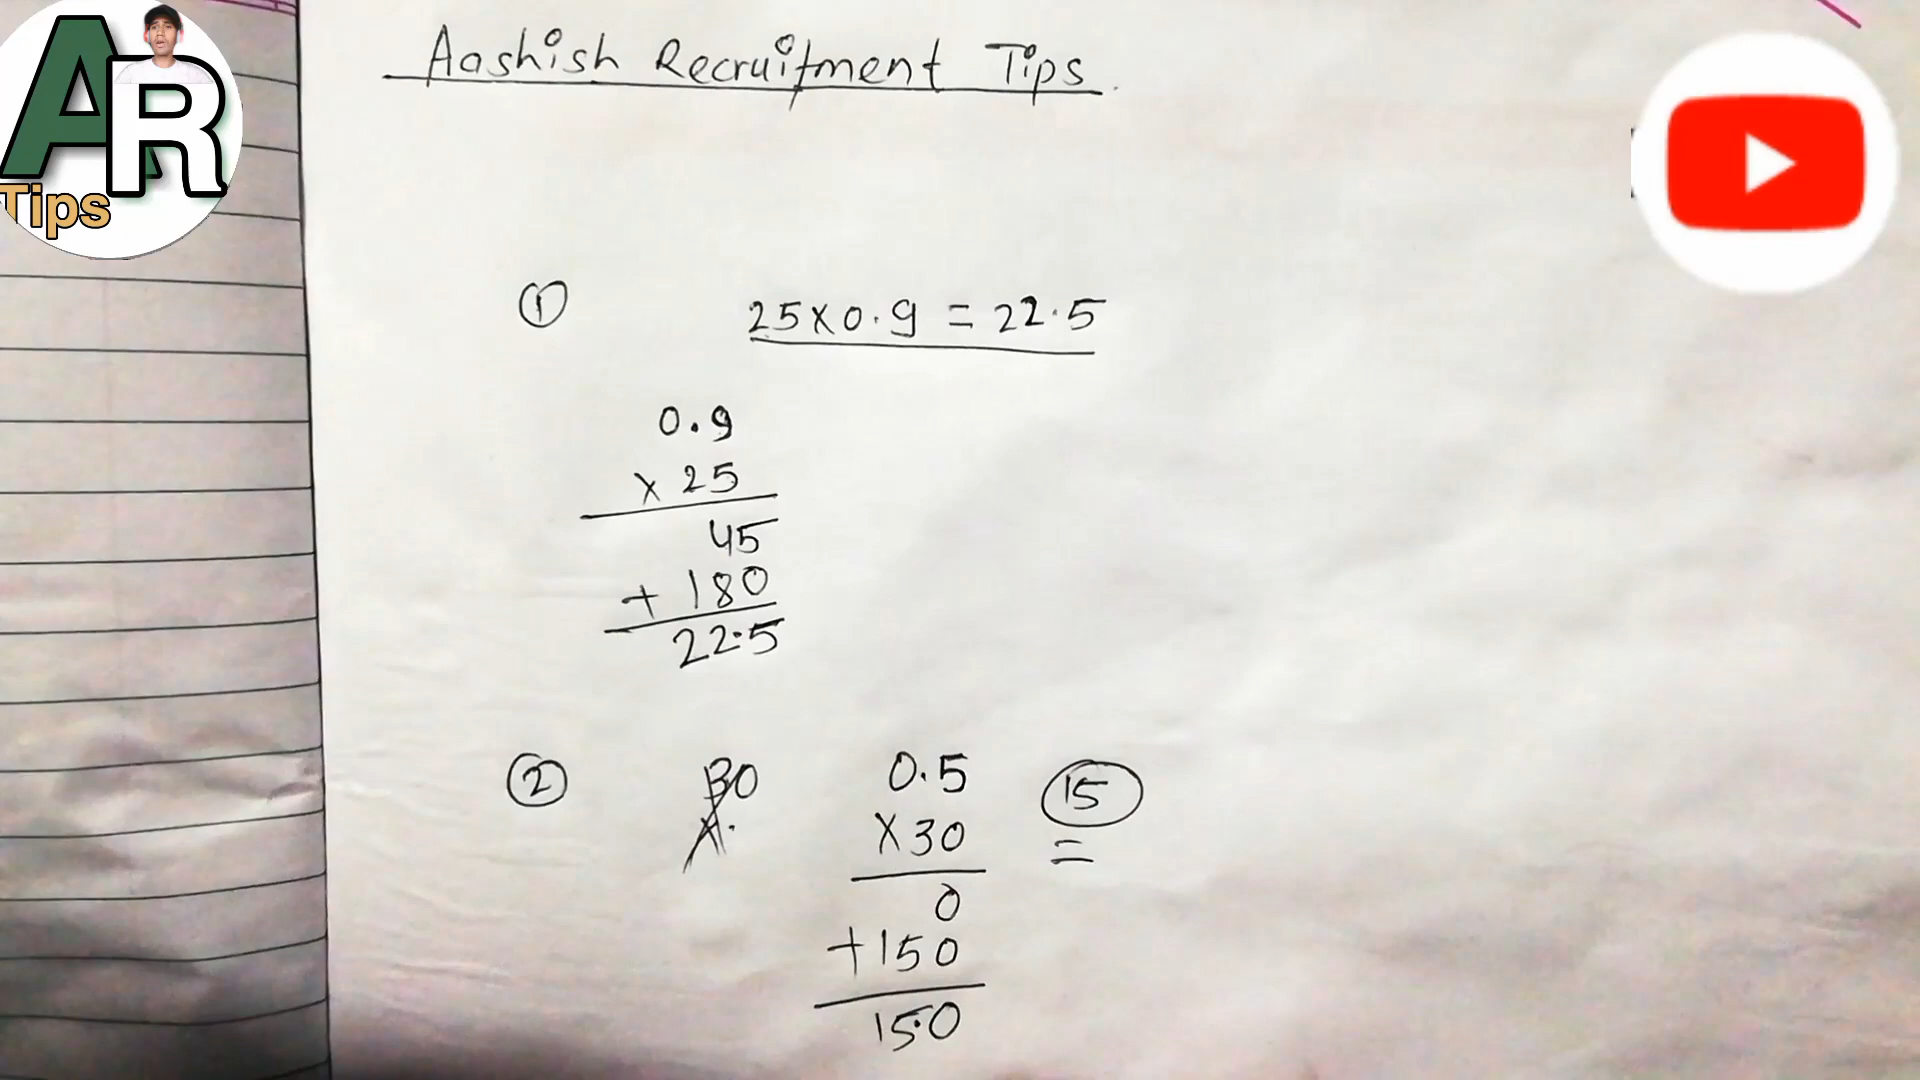 AR
Tips
Aashish Recruitment Tips
① 25×0.9 = 22.5
0.9
× 25
45
+ 180
22.5
② 30 0.5 15
×. ×30 =
0
+150
15.0